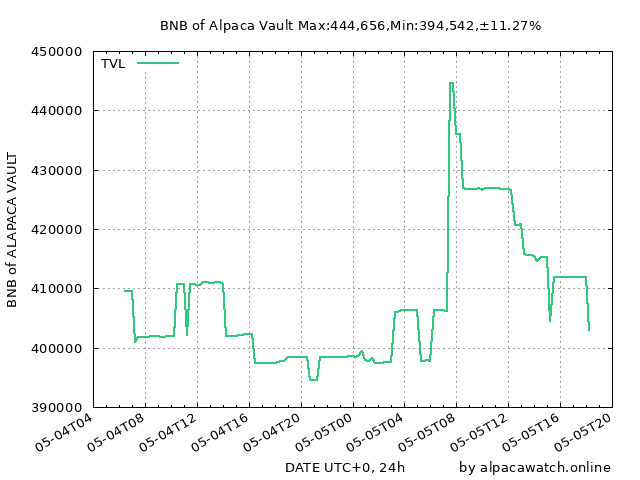 BNB of Alpaca Vault Max:444,656,Min:394,542,±11.27%
450000
440000
430000
420000
410000
400000
390000
BNB of ALAPACA VAULT
TVL
05-04T04
05-04T08
05-04T12
05-04T16
05-04T20
05-05T00
05-05T04
05-05T08
05-05T12
05-05T16
05-05T20
DATE UTC+0, 24h
by alpacawatch.online